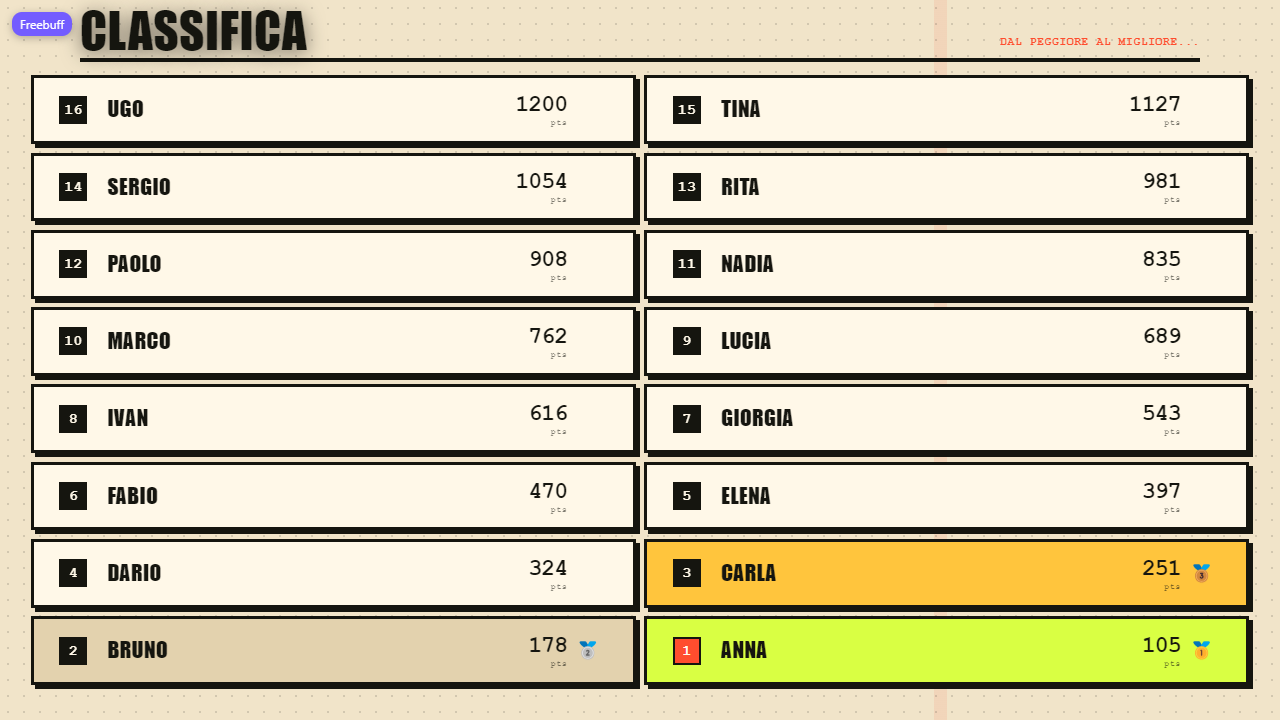 Freebuff
CLASSIFICA
DAL PEGGIORE AL MIGLIORE...
16 UGO 1200 pts
15 TINA 1127 pts
14 SERGIO 1054 pts
13 RITA 981 pts
12 PAOLO 908 pts
11 NADIA 835 pts
10 MARCO 762 pts
9 LUCIA 689 pts
8 IVAN 616 pts
7 GIORGIA 543 pts
6 FABIO 470 pts
5 ELENA 397 pts
4 DARIO 324 pts
3 CARLA 251 pts 3
2 BRUNO 178 pts 2
1 ANNA 105 pts 1